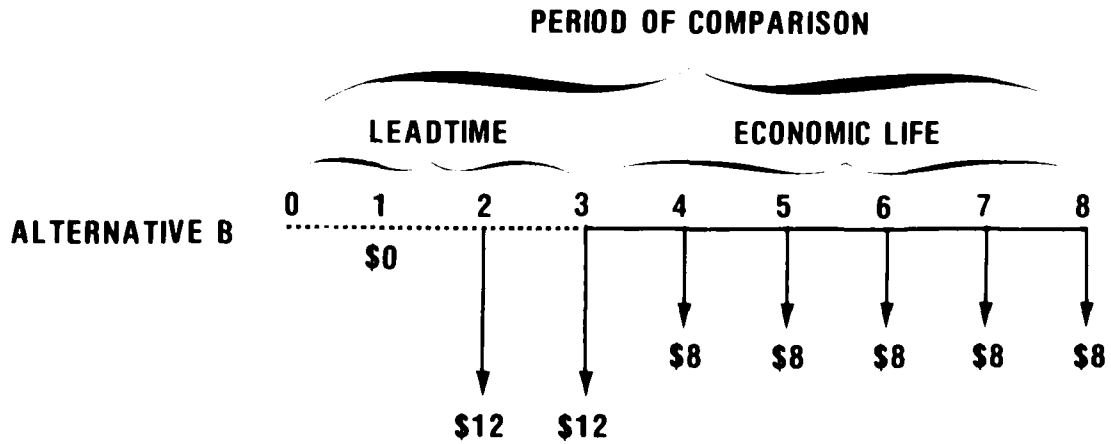 PERIOD OF COMPARISON
LEADTIME ECONOMIC LIFE
0 1 2 3 4 5 6 7 8
ALTERNATIVE B
$0
$8 $8 $8 $8 $8
$12 $12